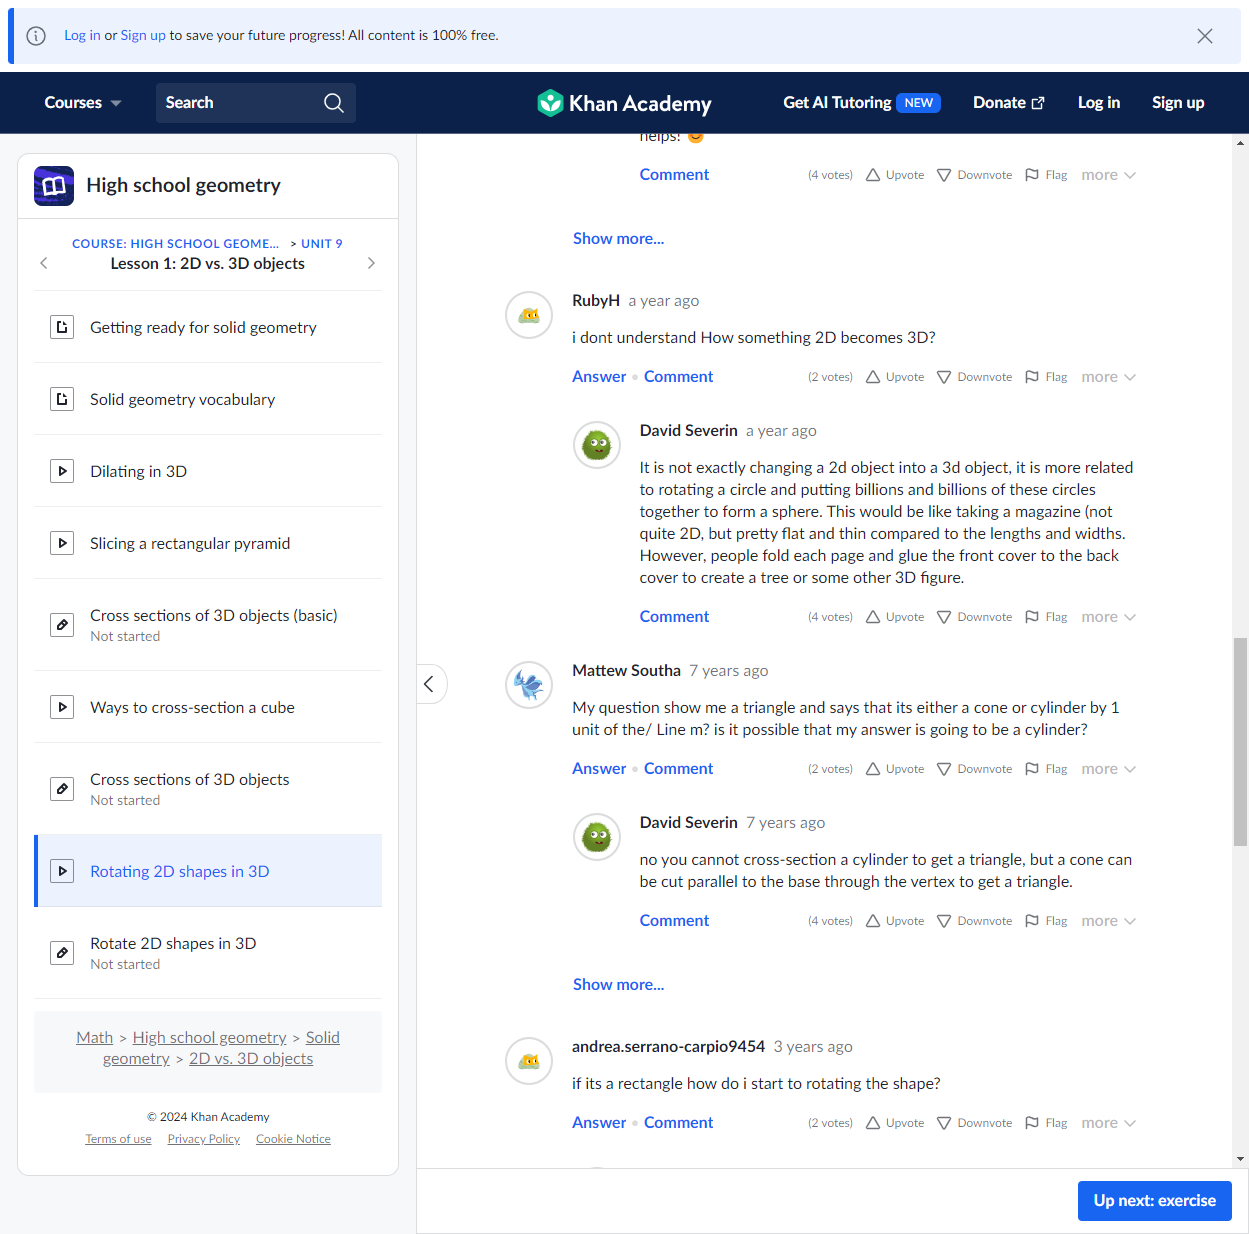 Log in or Sign up to save your future progress! All content is 100% free.
Courses
Search
Khan Academy
Get AI Tutoring NEW
Donate
Log in
Sign up
High school geometry
COURSE: HIGH SCHOOL GEOME... > UNIT 9
Lesson 1: 2D vs. 3D objects
Getting ready for solid geometry
Solid geometry vocabulary
Dilating in 3D
Slicing a rectangular pyramid
Cross sections of 3D objects (basic)
Not started
Ways to cross-section a cube
Cross sections of 3D objects
Not started
Rotating 2D shapes in 3D
Rotate 2D shapes in 3D
Not started
Math > High school geometry > Solid
geometry > 2D vs. 3D objects
© 2024 Khan Academy
Terms of use Privacy Policy Cookie Notice
helps! 😊
Comment (4 votes) Upvote Downvote Flag more
Show more...
RubyH a year ago
i dont understand How something 2D becomes 3D?
Answer • Comment (2 votes) Upvote Downvote Flag more
David Severin a year ago
It is not exactly changing a 2d object into a 3d object, it is more related
to rotating a circle and putting billions and billions of these circles
together to form a sphere. This would be like taking a magazine (not
quite 2D, but pretty flat and thin compared to the lengths and widths.
However, people fold each page and glue the front cover to the back
cover to create a tree or some other 3D figure.
Comment (4 votes) Upvote Downvote Flag more
Mattew Southa 7 years ago
My question show me a triangle and says that its either a cone or cylinder by 1
unit of the/ Line m? is it possible that my answer is going to be a cylinder?
Answer • Comment (2 votes) Upvote Downvote Flag more
David Severin 7 years ago
no you cannot cross-section a cylinder to get a triangle, but a cone can
be cut parallel to the base through the vertex to get a triangle.
Comment (4 votes) Upvote Downvote Flag more
Show more...
andrea.serrano-carpio9454 3 years ago
if its a rectangle how do i start to rotating the shape?
Answer • Comment (2 votes) Upvote Downvote Flag more
Up next: exercise